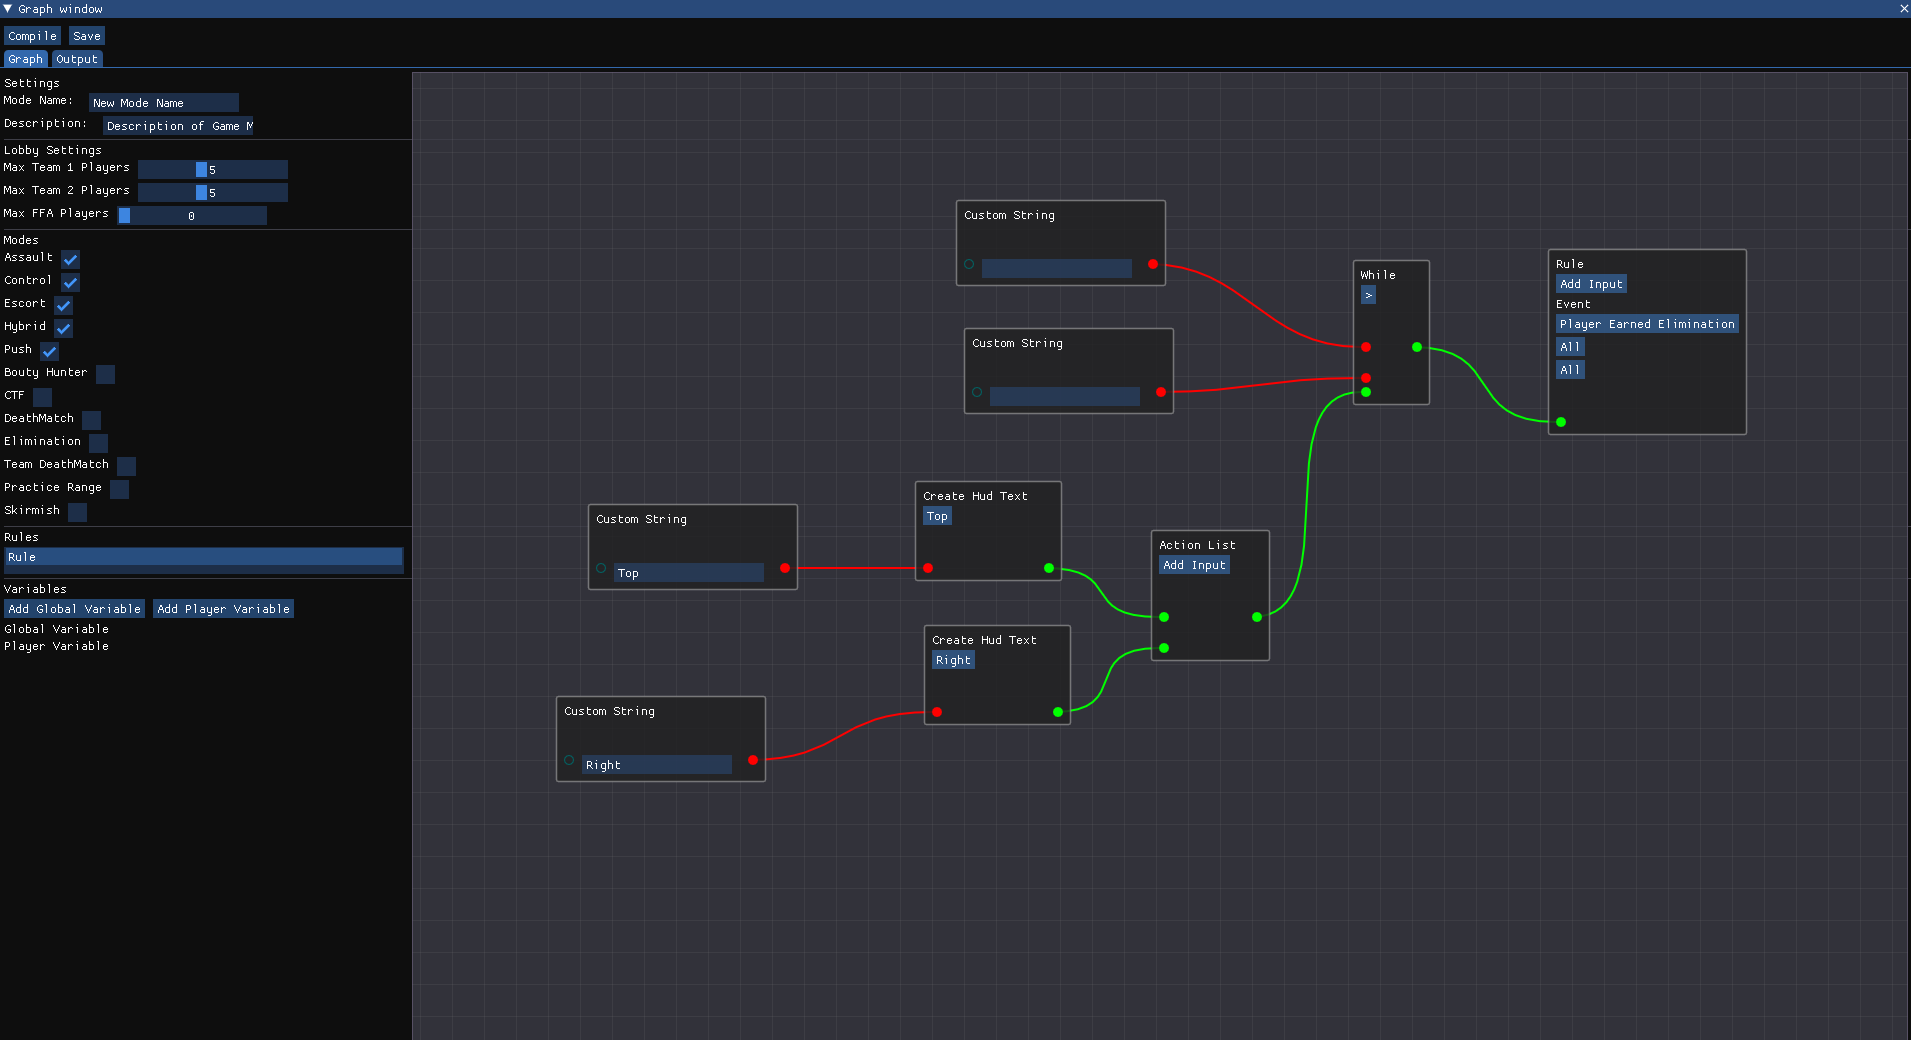 Graph window
Compile Save
Graph Output
Settings
Mode Name: New Mode Name
Description: Description of Game M
Lobby Settings
Max Team 1 Players 5
Max Team 2 Players 5
Max FFA Players 0
Modes
Assault
Control
Escort
Hybrid
Push
Bouty Hunter
CTF
DeathMatch
Elimination
Team DeathMatch
Practice Range
Skirmish
Rules
Rule
Variables
Add Global Variable Add Player Variable
Global Variable
Player Variable
Custom String
Custom String
While
>
Rule
Add Input
Event
Player Earned Elimination
All
All
Custom String
Top
Create Hud Text
Top
Action List
Add Input
Create Hud Text
Right
Custom String
Right